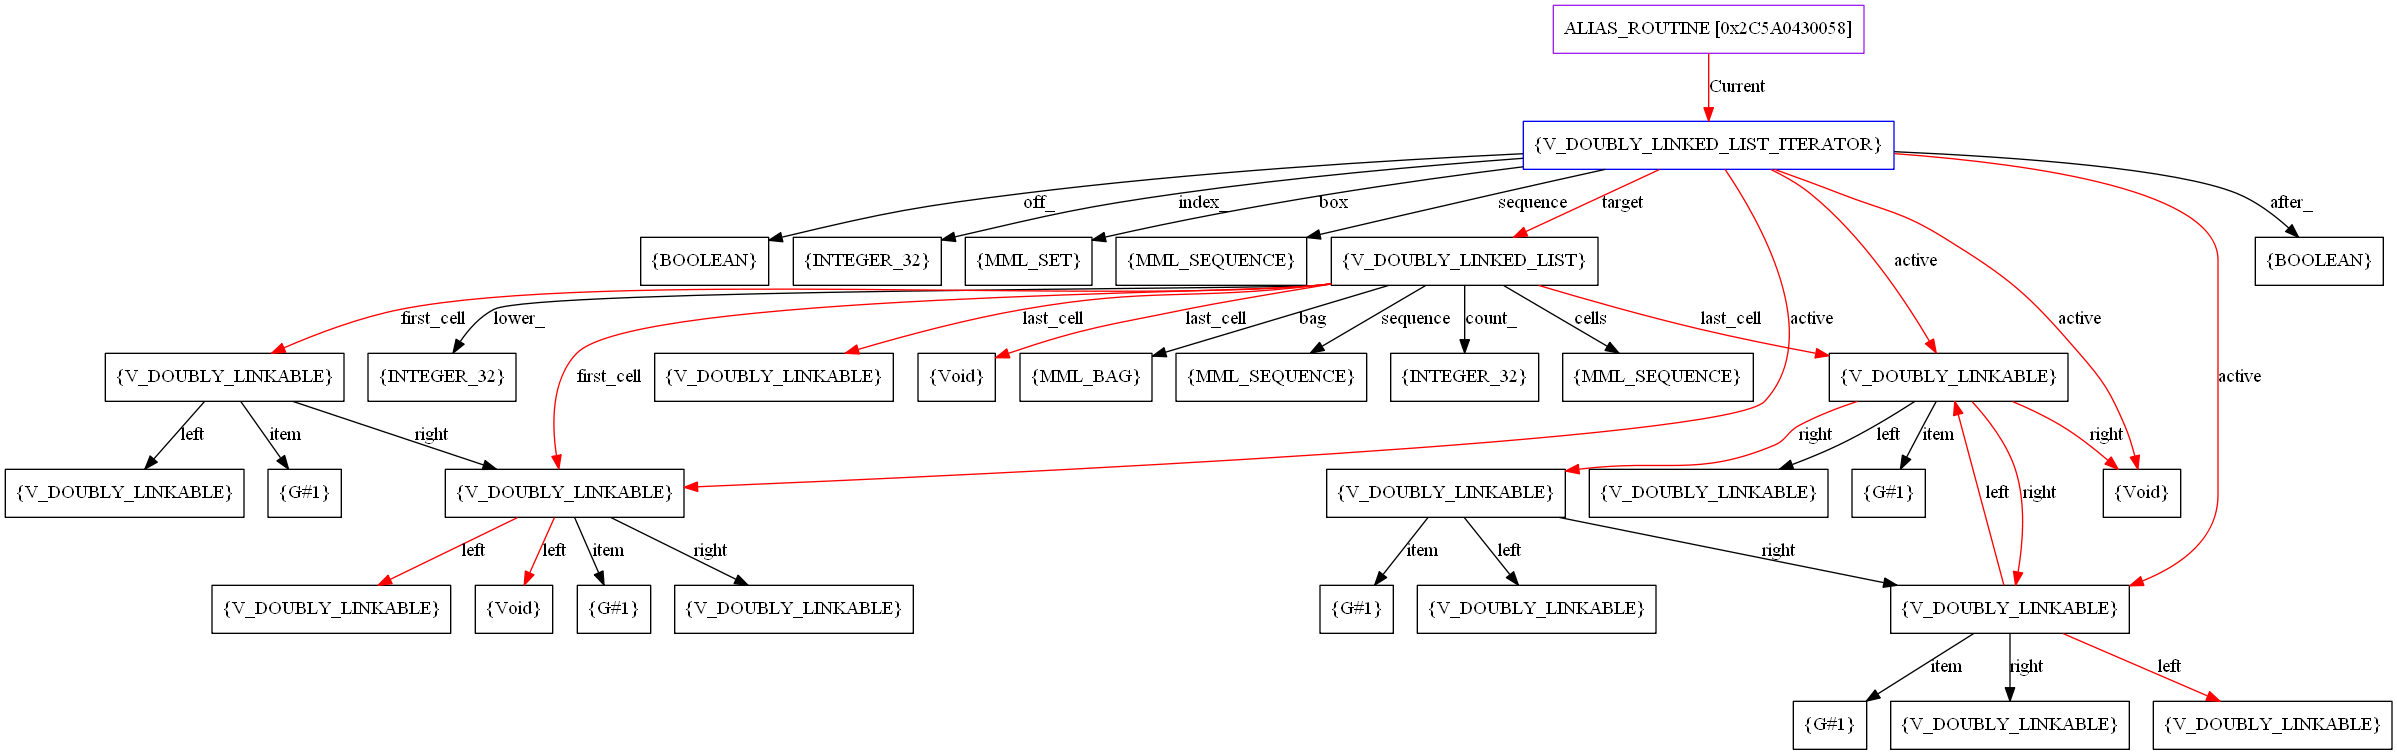 ALIAS_ROUTINE [0x2C5A0430058]
Current
{V_DOUBLY_LINKED_LIST_ITERATOR}
off_
index_
box
sequence
target
active
active
active
active
after_
{BOOLEAN}
{INTEGER_32}
{MML_SET}
{MML_SEQUENCE}
{V_DOUBLY_LINKED_LIST}
{BOOLEAN}
first_cell
lower_
first_cell
last_cell
last_cell
bag
sequence
count_
cells
last_cell
{V_DOUBLY_LINKABLE}
{INTEGER_32}
{V_DOUBLY_LINKABLE}
{Void}
{MML_BAG}
{MML_SEQUENCE}
{INTEGER_32}
{MML_SEQUENCE}
{V_DOUBLY_LINKABLE}
left
item
right
right
left
item
left
right
right
{V_DOUBLY_LINKABLE}
{G#1}
{V_DOUBLY_LINKABLE}
{V_DOUBLY_LINKABLE}
{V_DOUBLY_LINKABLE}
{G#1}
{Void}
left
left
item
right
item
left
right
{V_DOUBLY_LINKABLE}
{Void}
{G#1}
{V_DOUBLY_LINKABLE}
{G#1}
{V_DOUBLY_LINKABLE}
{V_DOUBLY_LINKABLE}
item
right
left
{G#1}
{V_DOUBLY_LINKABLE}
{V_DOUBLY_LINKABLE}